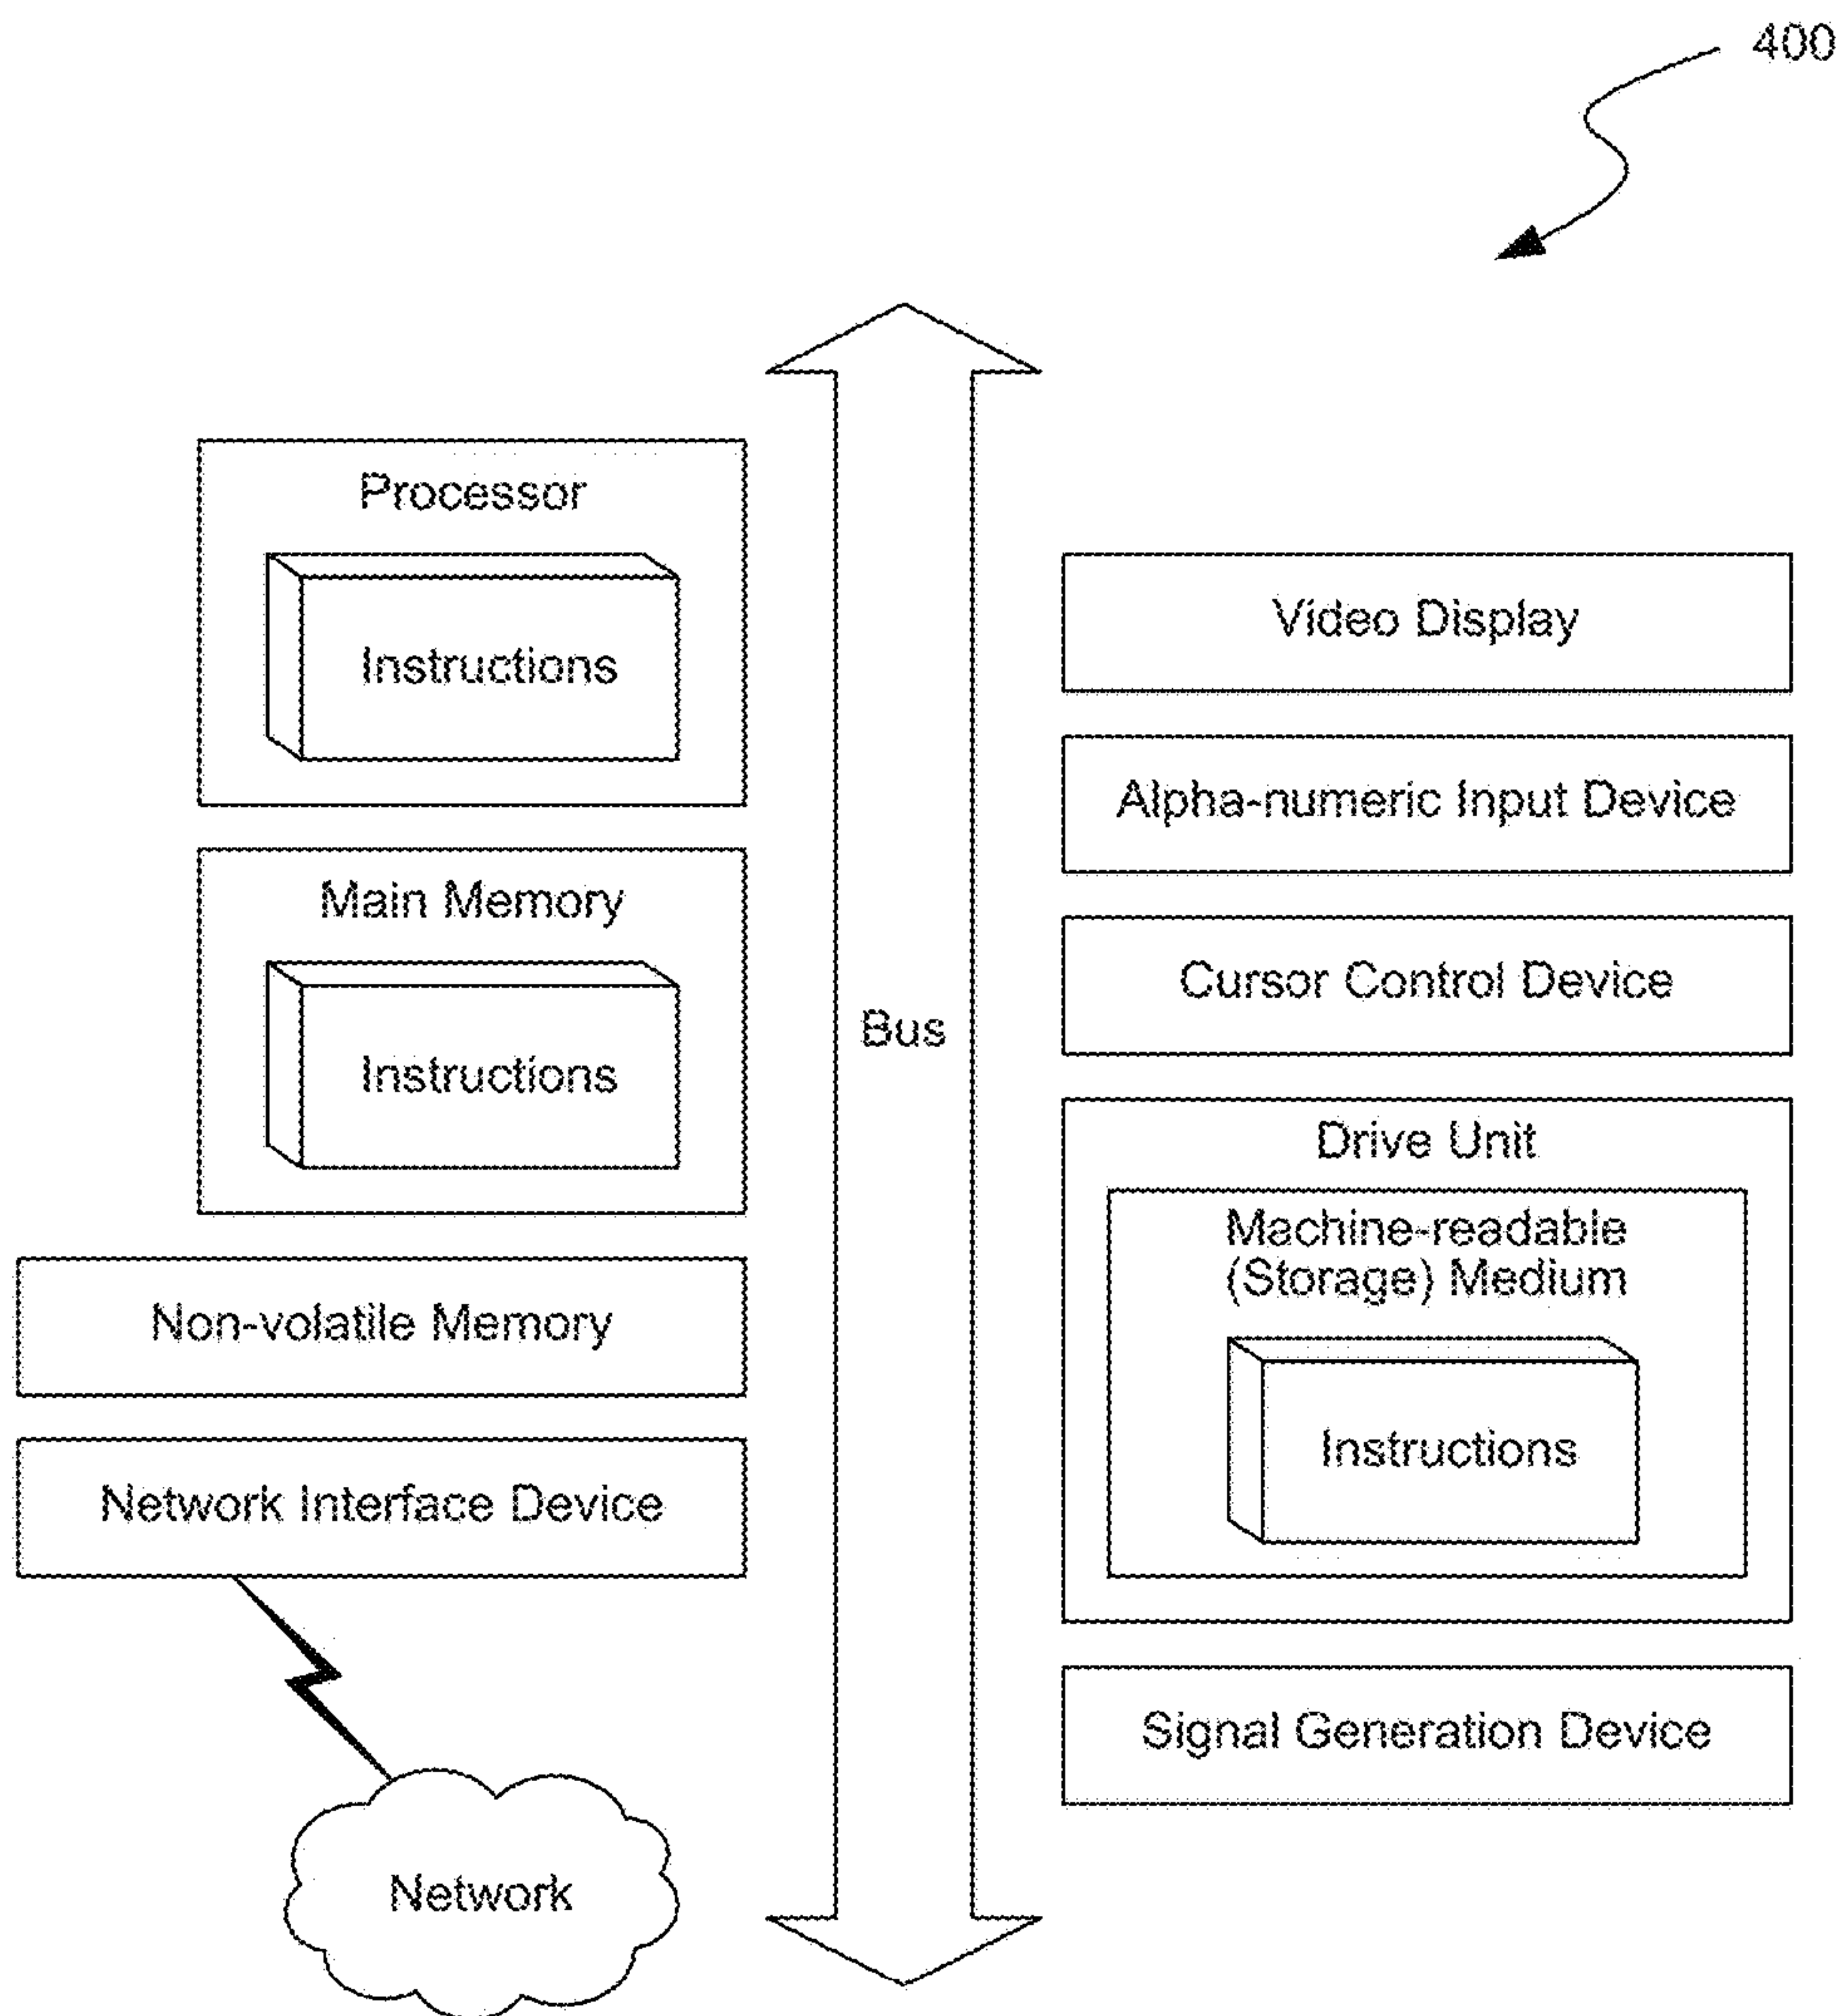 400
Processor
Instructions
Main Memory
Instructions
Non-volatile Memory
Network Interface Device
Network
Bus
Video Display
Alpha-numeric Input Device
Cursor Control Device
Drive Unit
Machine-readable
(Storage) Medium
Instructions
Signal Generation Device